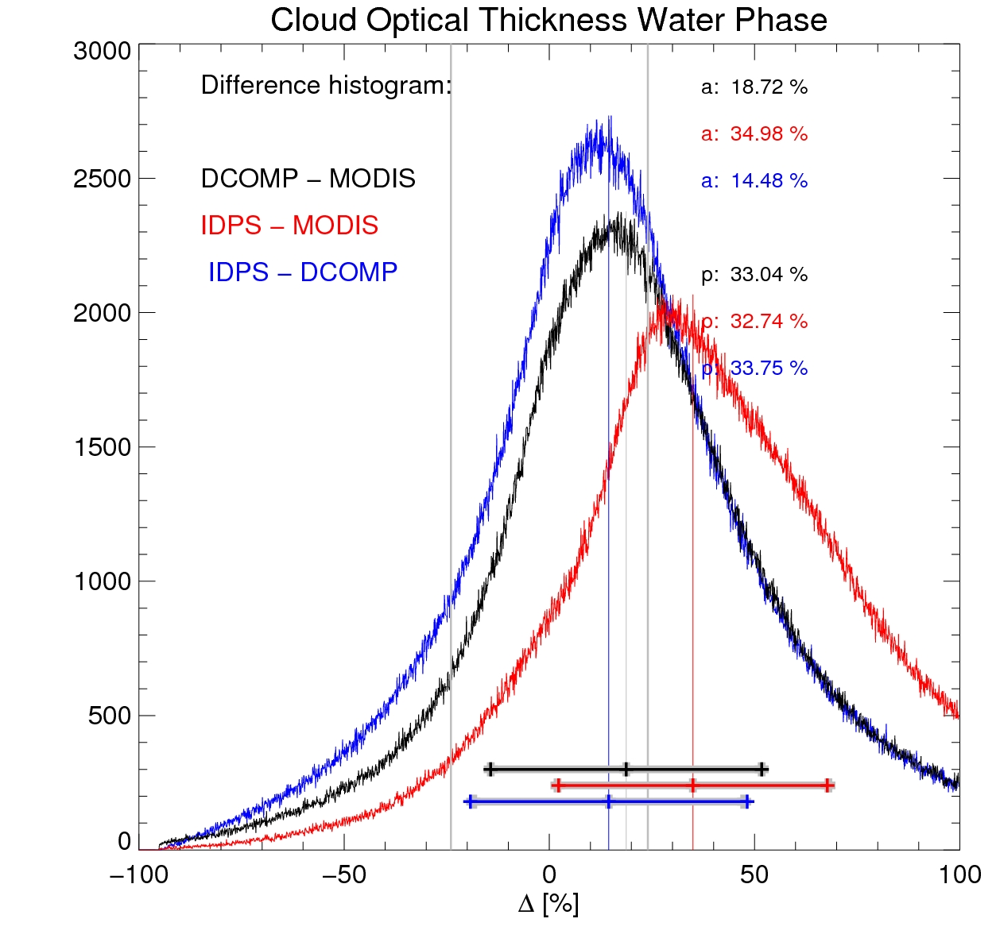 Cloud Optical Thickness Water Phase
3000
Difference histogram:
a: 18.72 %
a: 34.98 %
DCOMP − MODIS
a: 14.48 %
2500
IDPS − MODIS
IDPS − DCOMP
p: 33.04 %
2000
p: 32.74 %
p: 33.75 %
1500
1000
500
0
−100 −50 0 50 100
Δ [%]